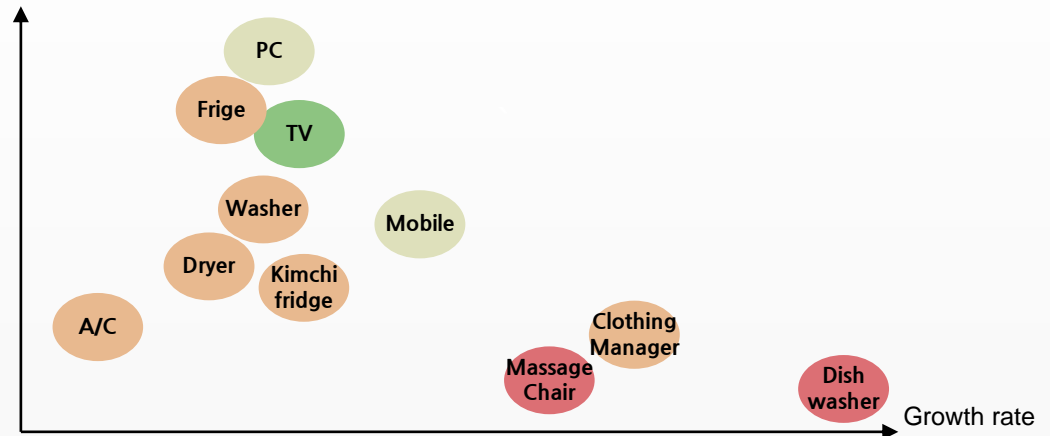 PC
Frige
TV
Washer
Mobile
Dryer
Kimchi
fridge
A/C
Clothing
Manager
Massage
Chair
Dish
washer
Growth rate